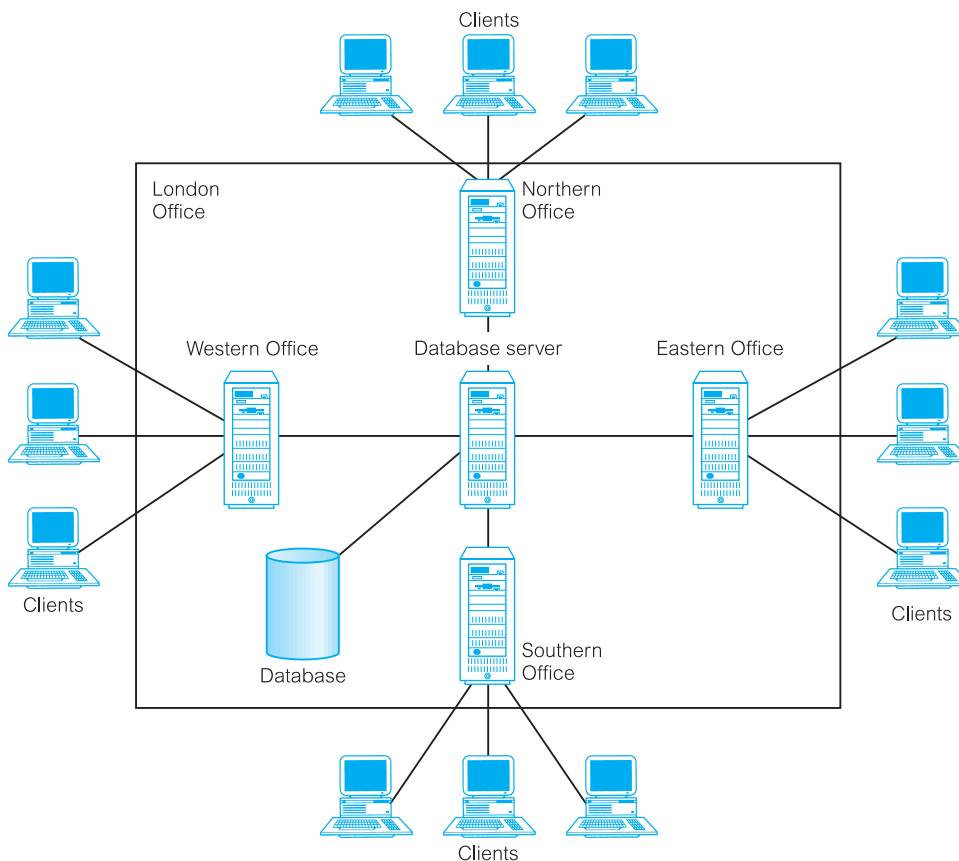 Clients
London
Office
Northern
Office
Western Office
Database server
Eastern Office
Clients
Clients
Database
Southern
Office
Clients